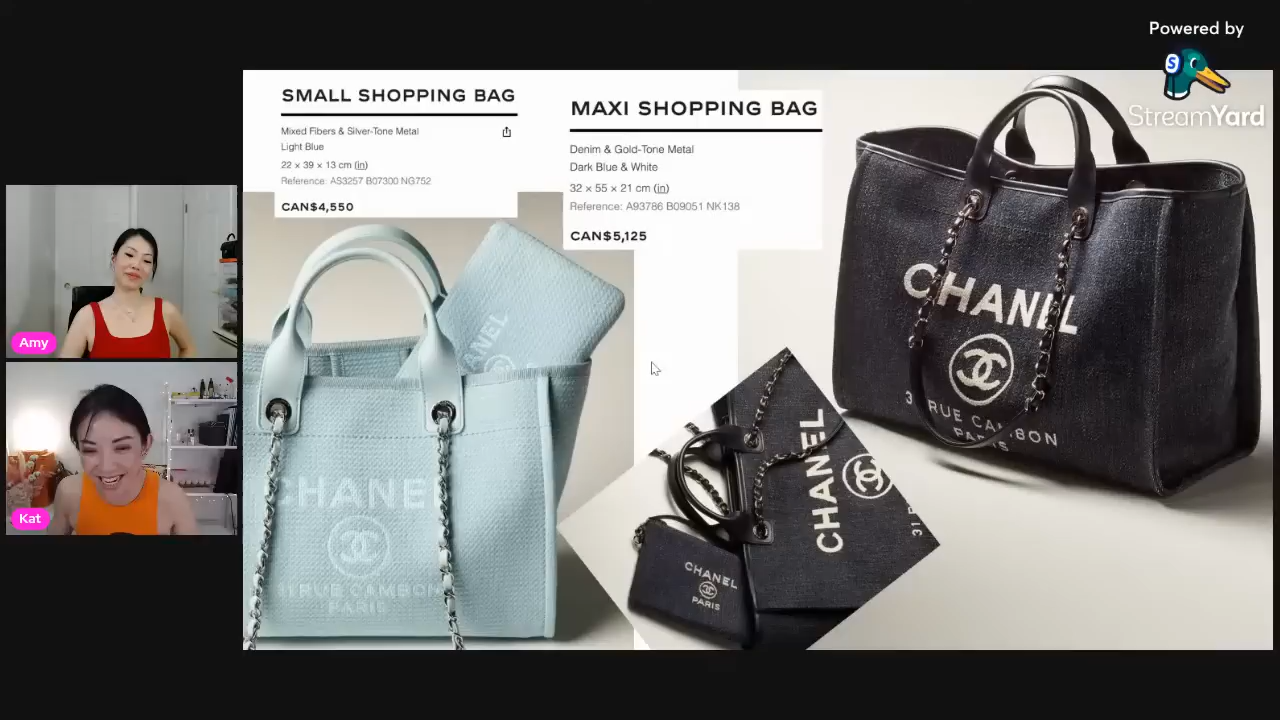 Powered by
StreamYard
SMALL SHOPPING BAG
Mixed Fibers & Silver-Tone Metal
Light Blue
22 × 39 × 13 cm (in)
Reference: AS3257 B07300 NG752
CAN$4,550
MAXI SHOPPING BAG
Denim & Gold-Tone Metal
Dark Blue & White
32 × 55 × 21 cm (in)
Reference: A93786 B09051 NK138
CAN$5,125
CHANEL
PARIS
CHANEL
31 RUE CAMBON
PARIS
CHANEL
31
CHANEL
PARIS
Amy
Kat